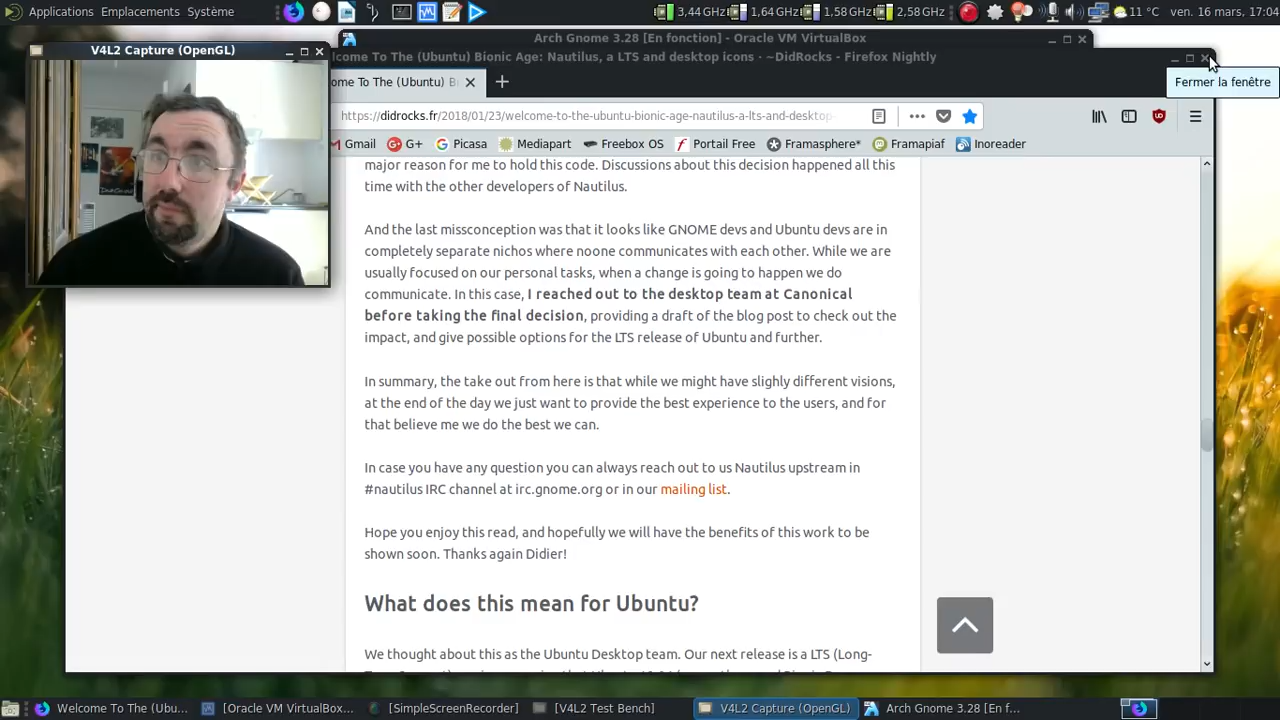 Applications Emplacements Système
3,44 GHz 1,64 GHz 1,58 GHz 2,58 GHz 11 °C ven. 16 mars, 17:04
V4L2 Capture (OpenGL)
Arch Gnome 3.28 [En fonction] - Oracle VM VirtualBox
lcome To The (Ubuntu) Bionic Age: Nautilus, a LTS and desktop icons · ~DidRocks - Firefox Nightly
Fermer la fenêtre
ome To The (Ubuntu) B
https://didrocks.fr/2018/01/23/welcome-to-the-ubuntu-bionic-age-nautilus-a-lts-and-desktop-
Gmail G+ Picasa Mediapart Freebox OS f Fortal Web Framasphere* Framapiaf Inoreader
major reason for me to hold this code. Discussions about this decision happened all this
time with the other developers of Nautilus.
And the last missconception was that it looks like GNOME devs and Ubuntu devs are in
completely separate nichos where noone communicates with each other. While we are
usually focused on our personal tasks, when a change is going to happen we do
communicate. In this case, I reached out to the desktop team at Canonical
before taking the final decision, providing a draft of the blog post to check out the
impact, and give possible options for the LTS release of Ubuntu and further.
In summary, the take out from here is that while we might have slighly different visions,
at the end of the day we just want to provide the best experience to the users, and for
that believe me we do the best we can.
In case you have any question you can always reach out to us Nautilus upstream in
#nautilus IRC channel at irc.gnome.org or in our mailing list.
Hope you enjoy this read, and hopefully we will have the benefits of this work to be
shown soon. Thanks again Didier!
What does this mean for Ubuntu?
We thought about this as the Ubuntu Desktop team. Our next release is a LTS (Long-
Welcome To The (Ubu... [Oracle VM VirtualBox... [SimpleScreenRecorder] [V4L2 Test Bench] V4L2 Capture (OpenGL) Arch Gnome 3.28 [En f...